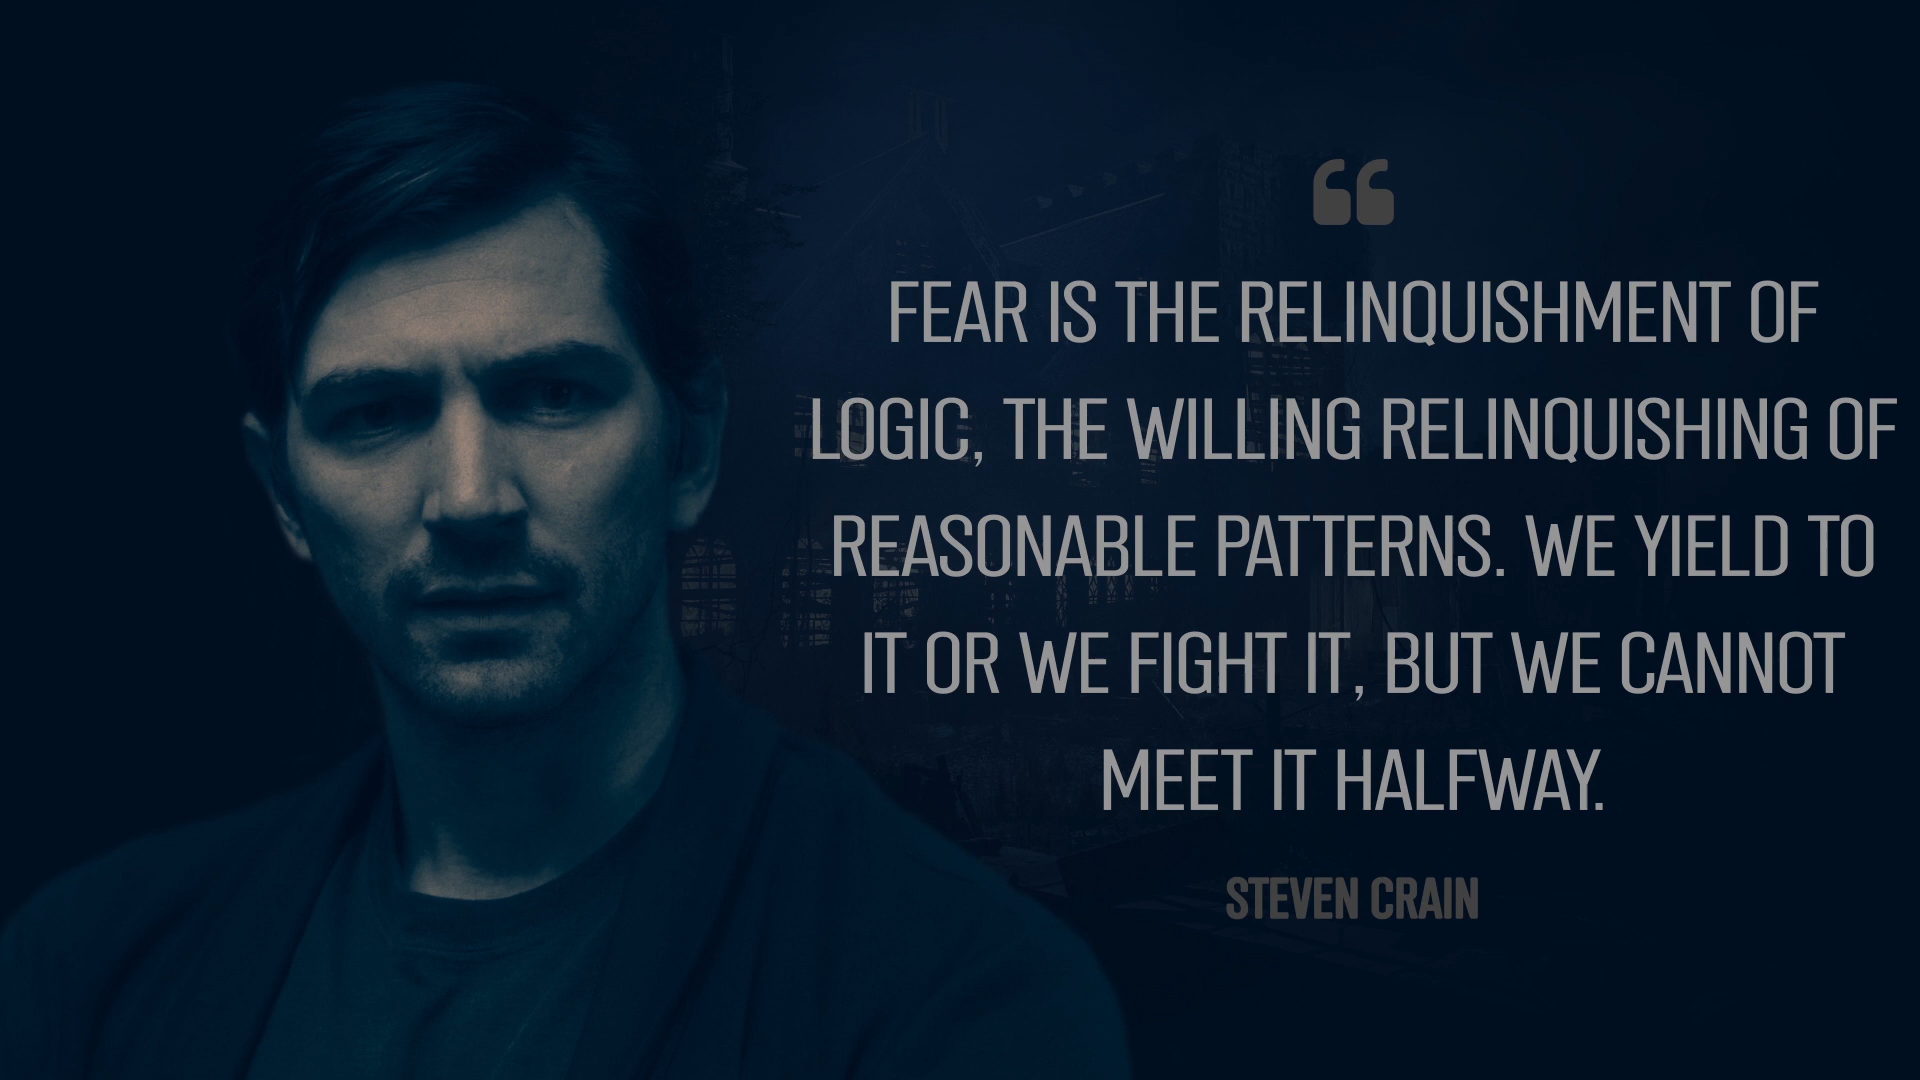 FEAR IS THE RELINQUISHMENT OF
LOGIC, THE WILLING RELINQUISHING OF
REASONABLE PATTERNS. WE YIELD TO
IT OR WE FIGHT IT, BUT WE CANNOT
MEET IT HALFWAY.
STEVEN CRAIN